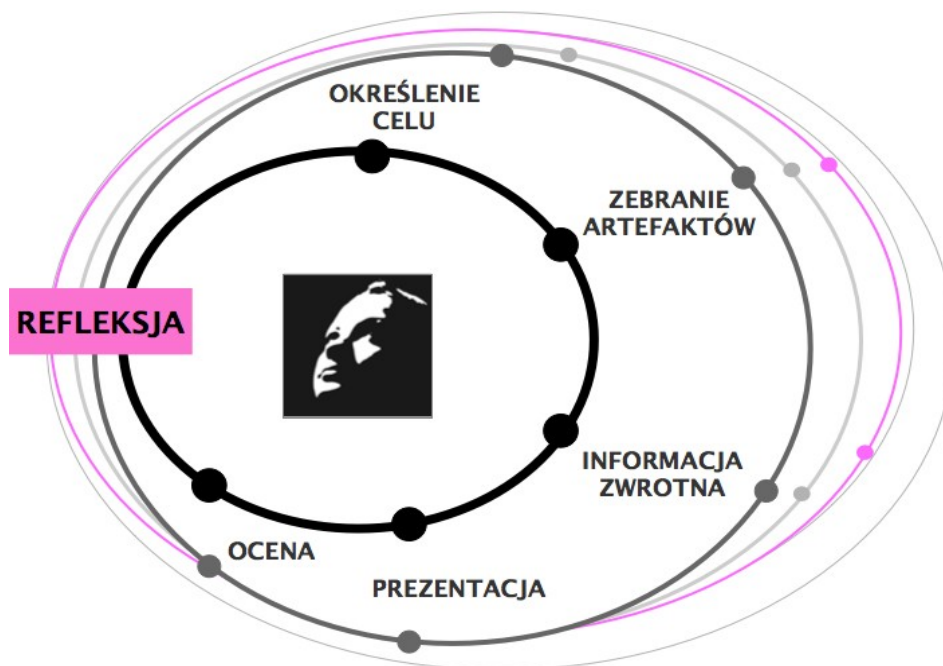 OKREŚLENIE
CELU
ZEBRANIE
ARTEFAKTÓW
REFLEKSJA
INFORMACJA
ZWROTNA
OCENA
PREZENTACJA